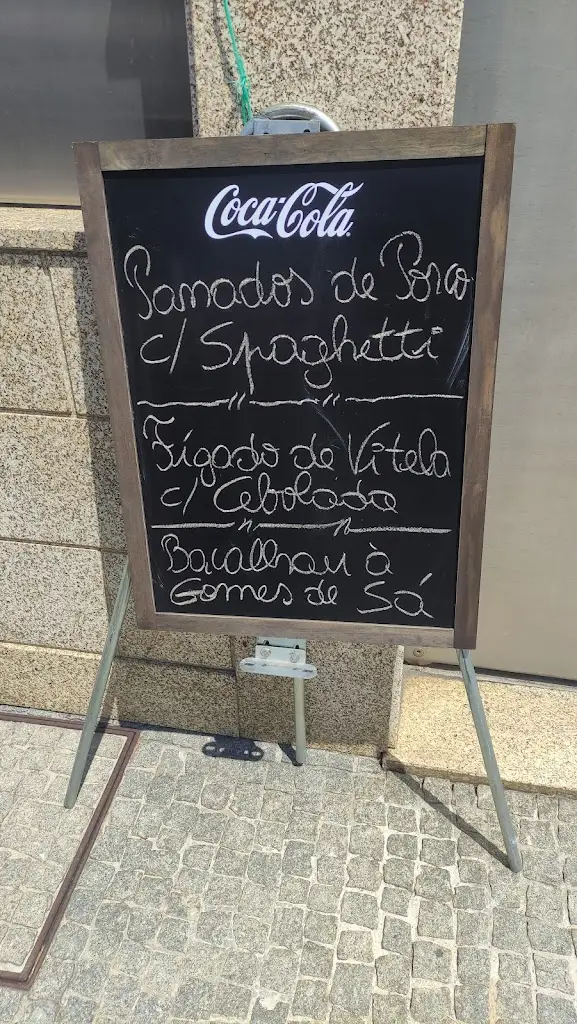 Coca-Cola
Panados de Porco
c/ Spaghetti
Fígado de Vitela
c/ Cebolada
Bacalhau à
Gomes de Sá